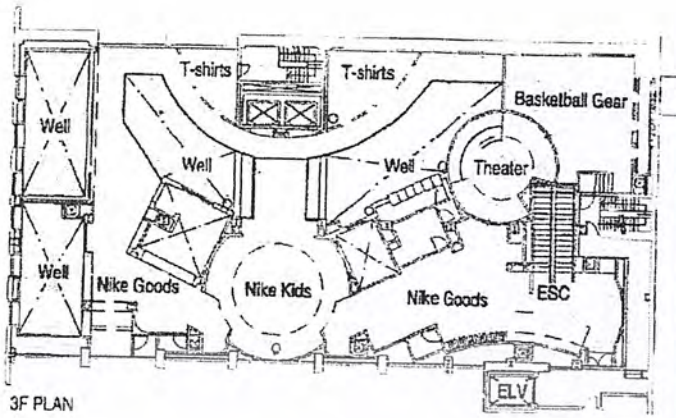 T-shirts
T-shirts
Basketball Gear
Well
Well
Well
Theater
Well
Nike Goods
Nike Kids
Nike Goods
ESC
ELV
3F PLAN